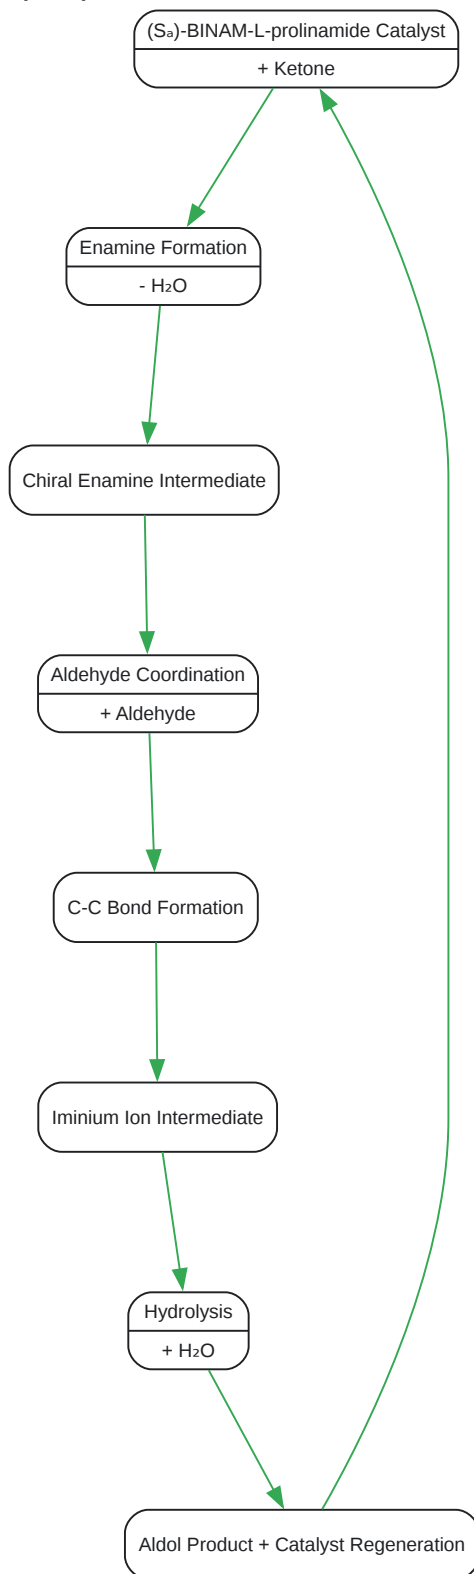 (Sₐ)-BINAM-L-prolinamide Catalyst
+ Ketone
Enamine Formation
- H₂O
Chiral Enamine Intermediate
Aldehyde Coordination
+ Aldehyde
C-C Bond Formation
Iminium Ion Intermediate
Hydrolysis
+ H₂O
Aldol Product + Catalyst Regeneration